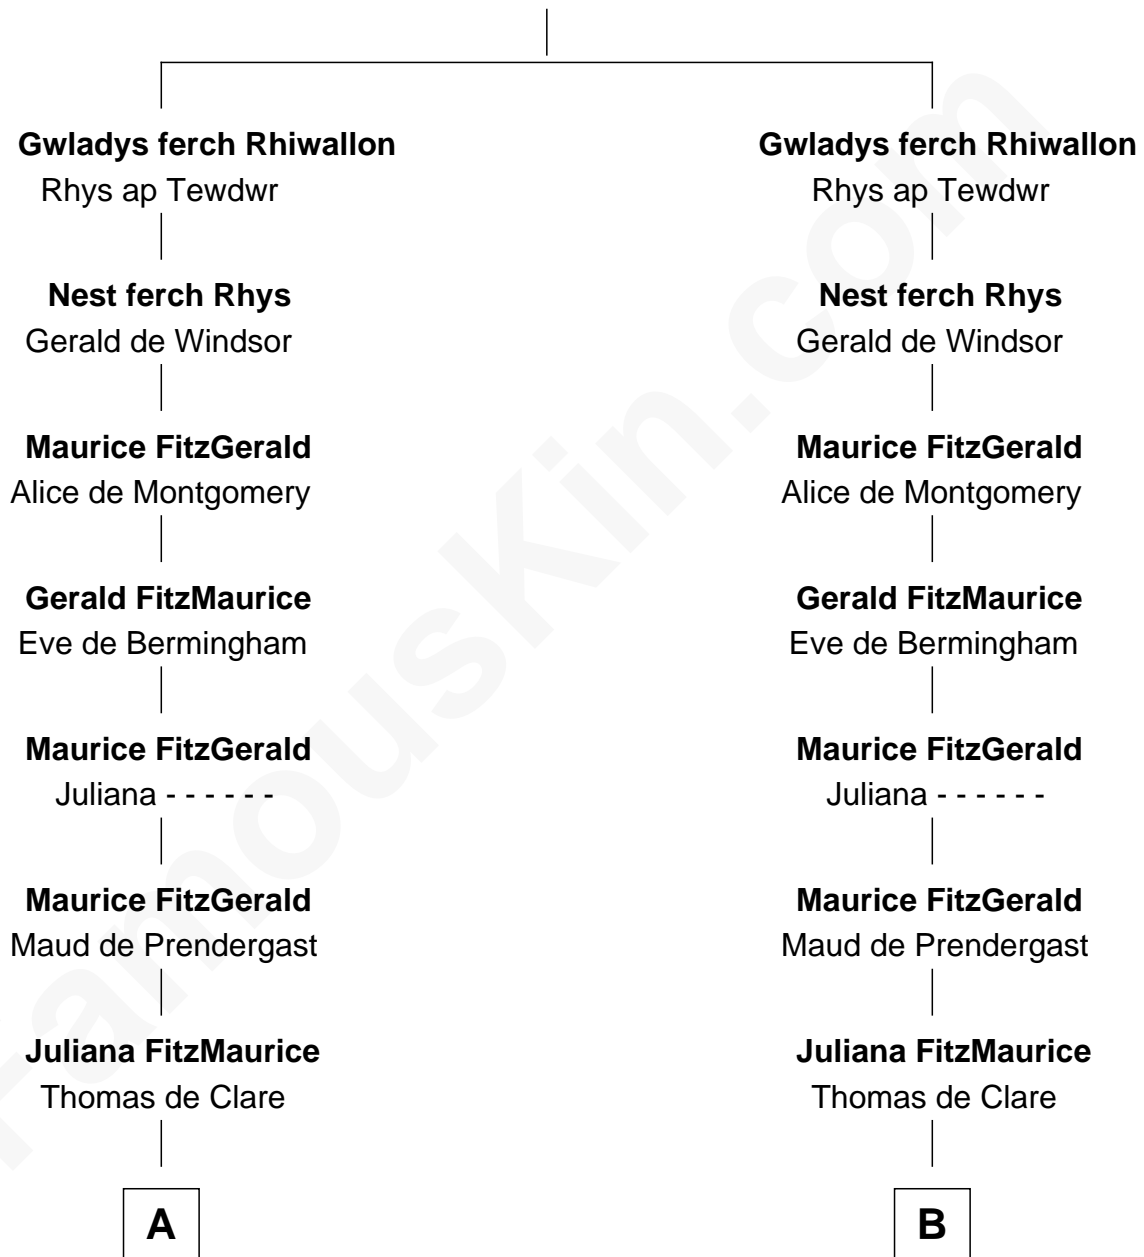 Gwladys ferch Rhiwallon
Rhys ap Tewdwr
Nest ferch Rhys
Gerald de Windsor
Maurice FitzGerald
Alice de Montgomery
Gerald FitzMaurice
Eve de Bermingham
Maurice FitzGerald
Juliana - - - - - -
Maurice FitzGerald
Maud de Prendergast
Juliana FitzMaurice
Thomas de Clare
A
Gwladys ferch Rhiwallon
Rhys ap Tewdwr
Nest ferch Rhys
Gerald de Windsor
Maurice FitzGerald
Alice de Montgomery
Gerald FitzMaurice
Eve de Bermingham
Maurice FitzGerald
Juliana - - - - - -
Maurice FitzGerald
Maud de Prendergast
Juliana FitzMaurice
Thomas de Clare
B
FamousKin.com